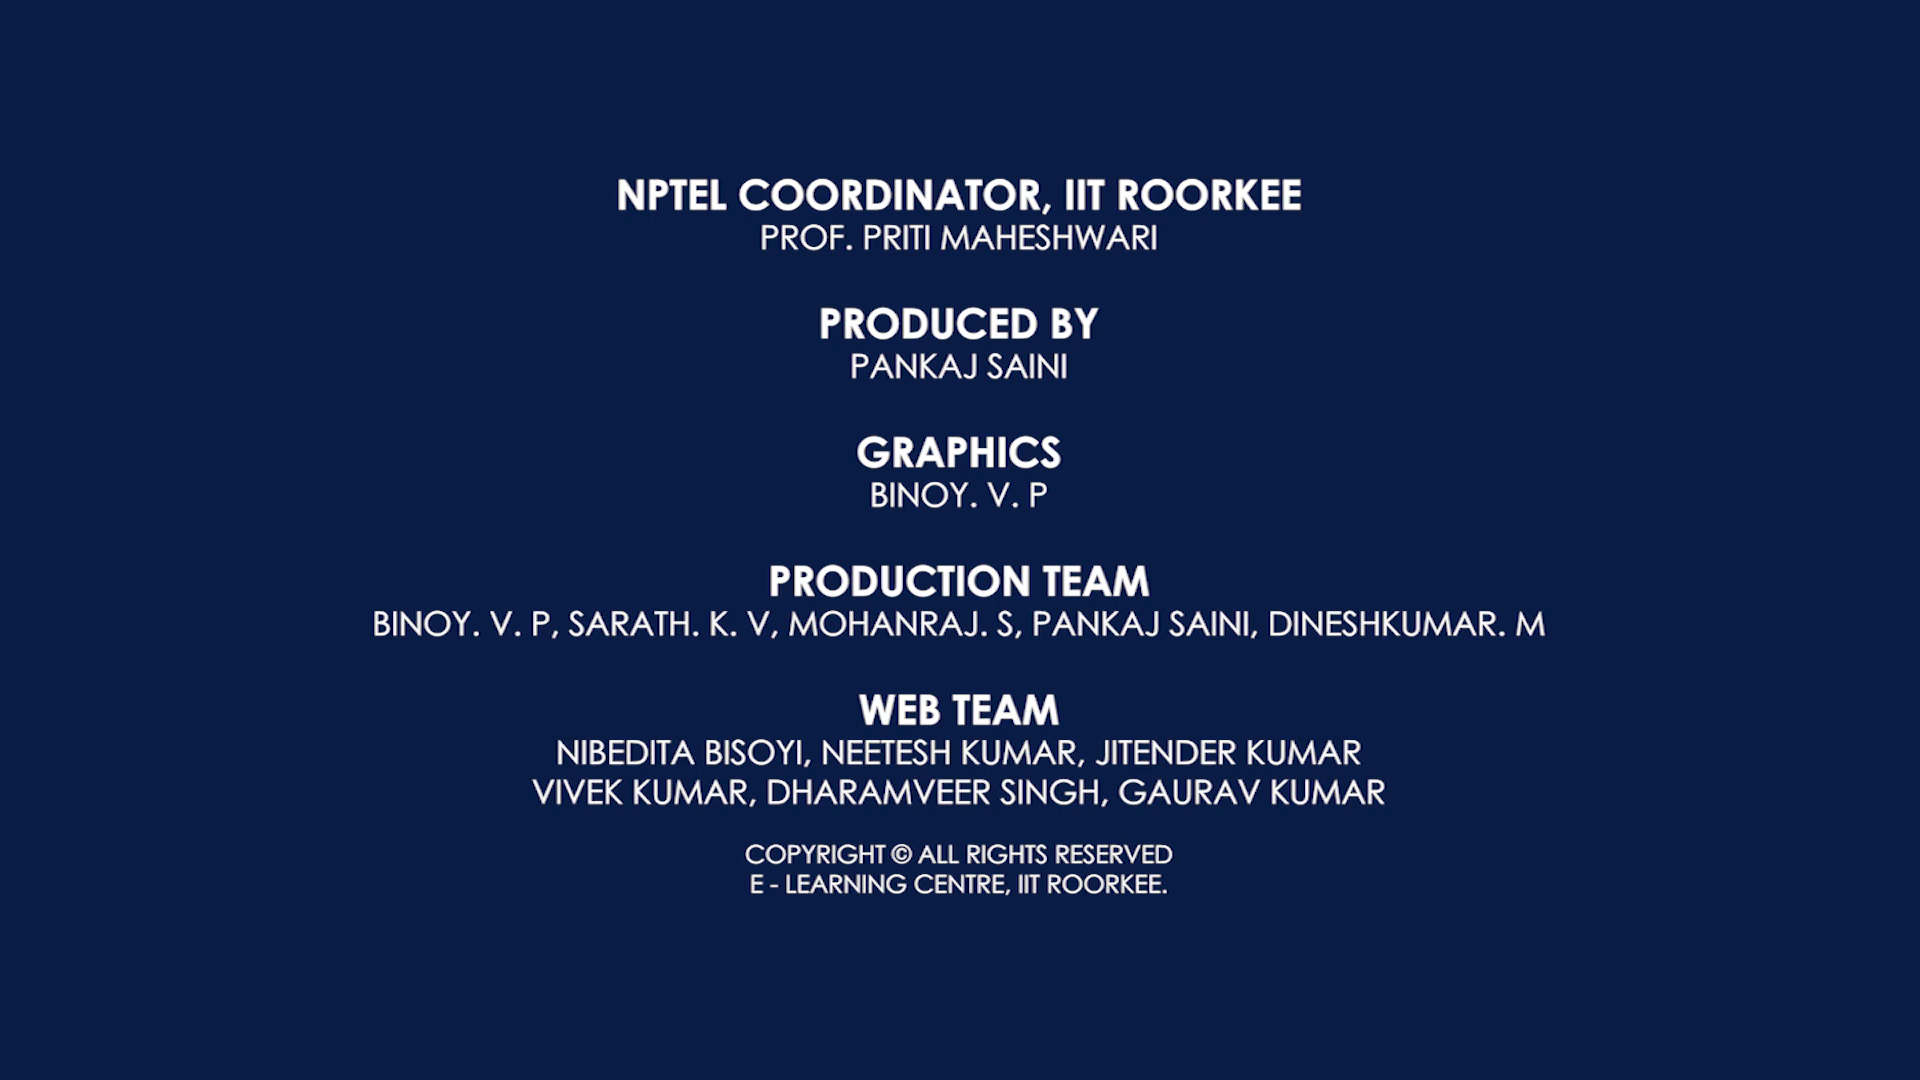 NPTEL COORDINATOR, IIT ROORKEE
PROF. PRITI MAHESHWARI
PRODUCED BY
PANKAJ SAINI
GRAPHICS
BINOY. V. P
PRODUCTION TEAM
BINOY. V. P, SARATH. K. V, MOHANRAJ. S, PANKAJ SAINI, DINESHKUMAR. M
WEB TEAM
NIBEDITA BISOYI, NEETESH KUMAR, JITENDER KUMAR
VIVEK KUMAR, DHARAMVEER SINGH, GAURAV KUMAR
COPYRIGHT © ALL RIGHTS RESERVED
E - LEARNING CENTRE, IIT ROORKEE.